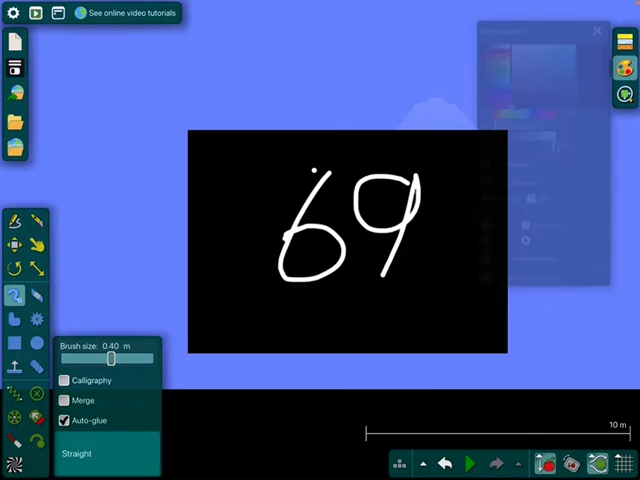 See online video tutorials
69
Brush size: 0.40 m
Calligraphy
Merge
Auto-glue
Straight
10 m